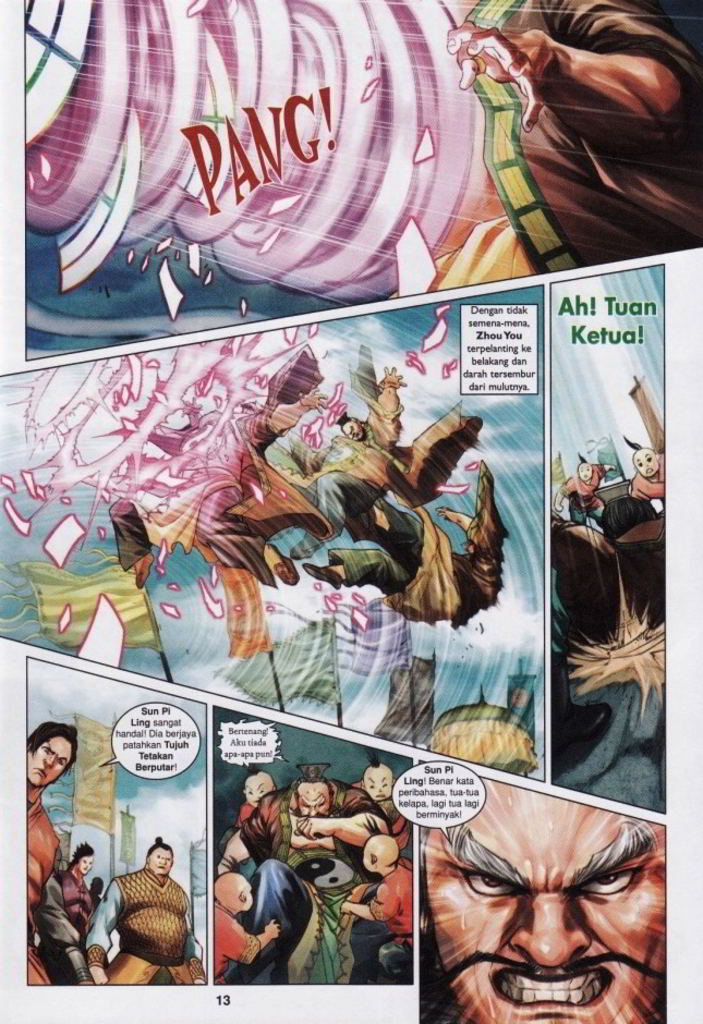 PANG!
Dengan tidak
semena-mena,
Zhou You
terpelanting ke
belakang dan
darah tersembur
dari mulutnya.
Ah! Tuan
Ketua!
Sun Pi
Ling sangat
handal! Dia berjaya
patahkan Tujuh
Tetakan
Berputar!
Bertenang!
Aku tiada
apa-apa pun!
Sun Pi
Ling! Benar kata
peribahasa, tua-tua
kelapa, lagi tua lagi
berminyak!
13